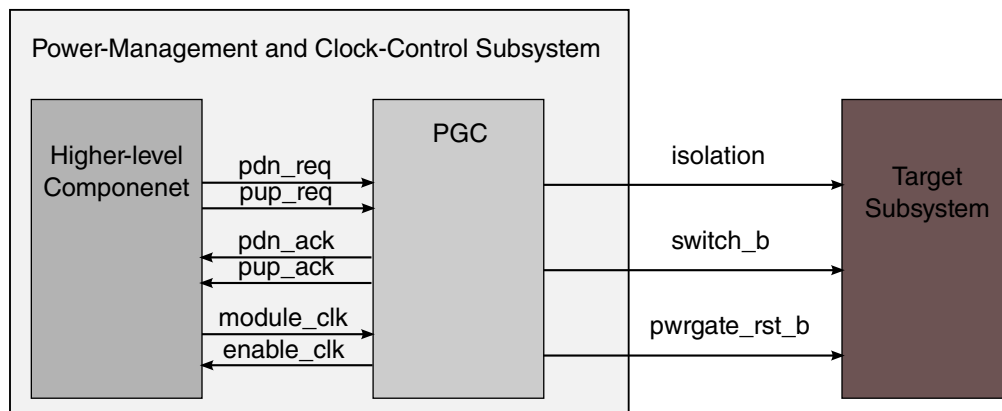 Power-Management and Clock-Control Subsystem
Higher-level
Componenet
PGC
pdn_req
pup_req
pdn_ack
pup_ack
module_clk
enable_clk
isolation
switch_b
pwrgate_rst_b
Target
Subsystem